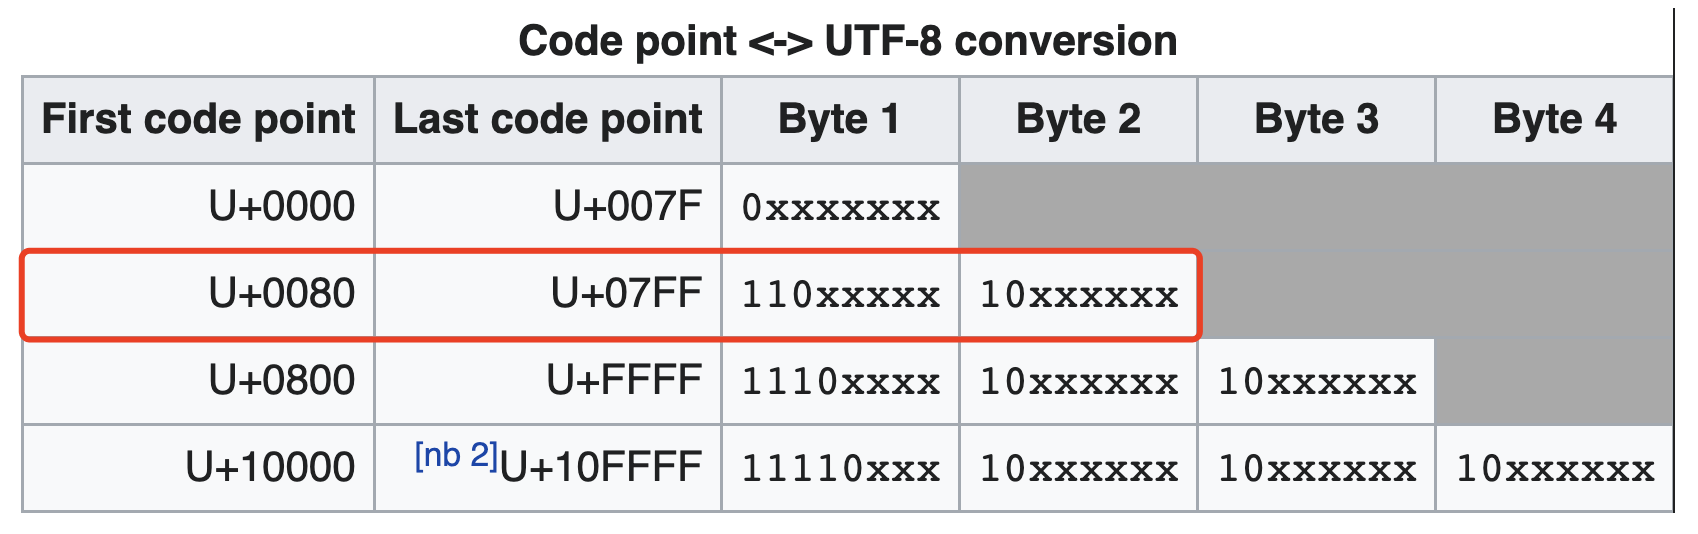 Code point <-> UTF-8 conversion
First code point Last code point Byte 1 Byte 2 Byte 3 Byte 4
U+0000 U+007F 0xxxxxxx
U+0080 U+07FF 110xxxxx 10xxxxxx
U+0800 U+FFFF 1110xxxx 10xxxxxx 10xxxxxx
U+10000 [nb 2]U+10FFFF 11110xxx 10xxxxxx 10xxxxxx 10xxxxxx